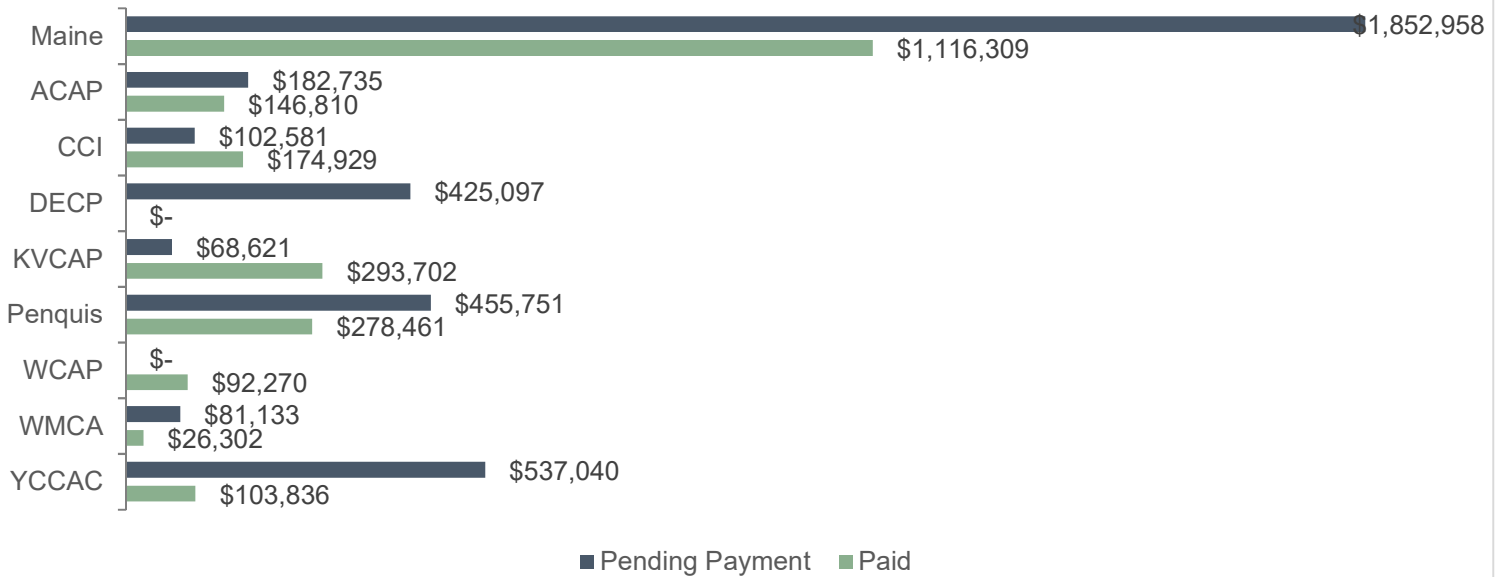 Maine
$1,852,958
$1,116,309
ACAP
$182,735
$146,810
CCI
$102,581
$174,929
DECP
$425,097
$-
KVCAP
$68,621
$293,702
Penquis
$455,751
$278,461
WCAP
$-
$92,270
WMCA
$81,133
$26,302
YCCAC
$537,040
$103,836
Pending Payment Paid